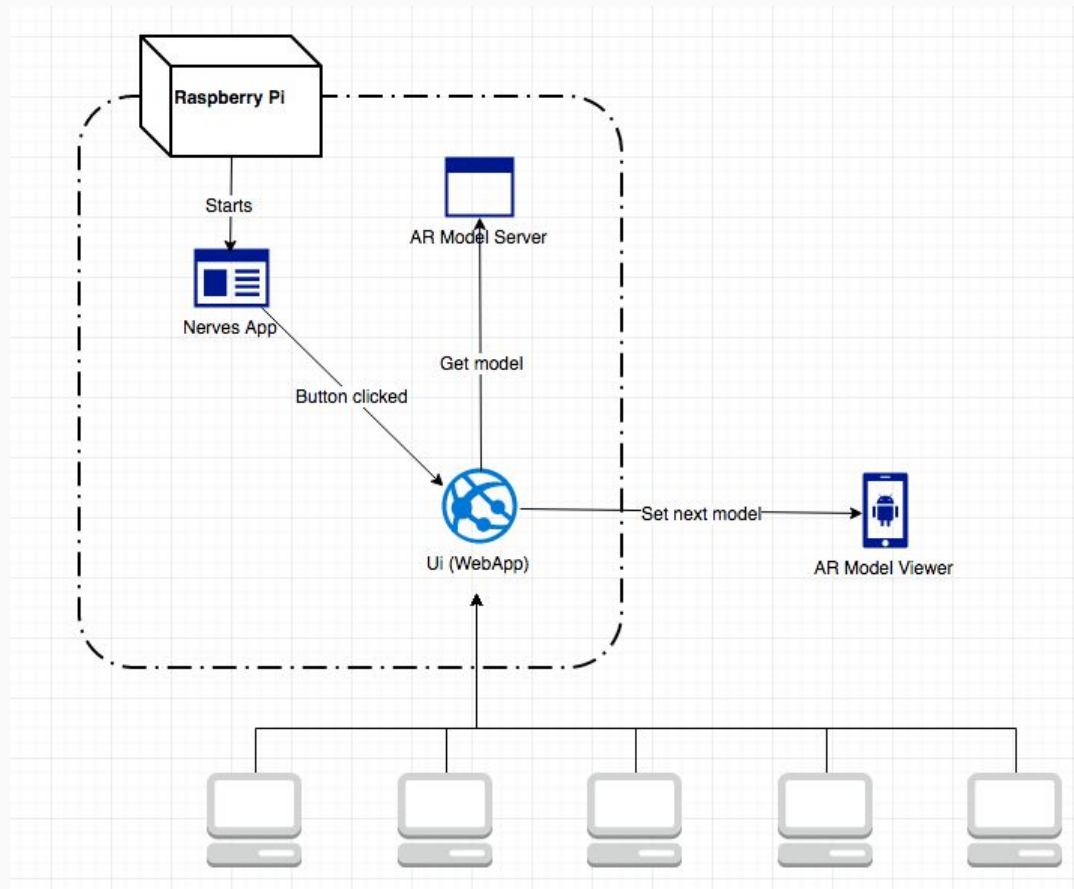 Raspberry Pi
Starts
AR Model Server
Nerves App
Get model
Button clicked
Set next model
Ui (WebApp)
AR Model Viewer